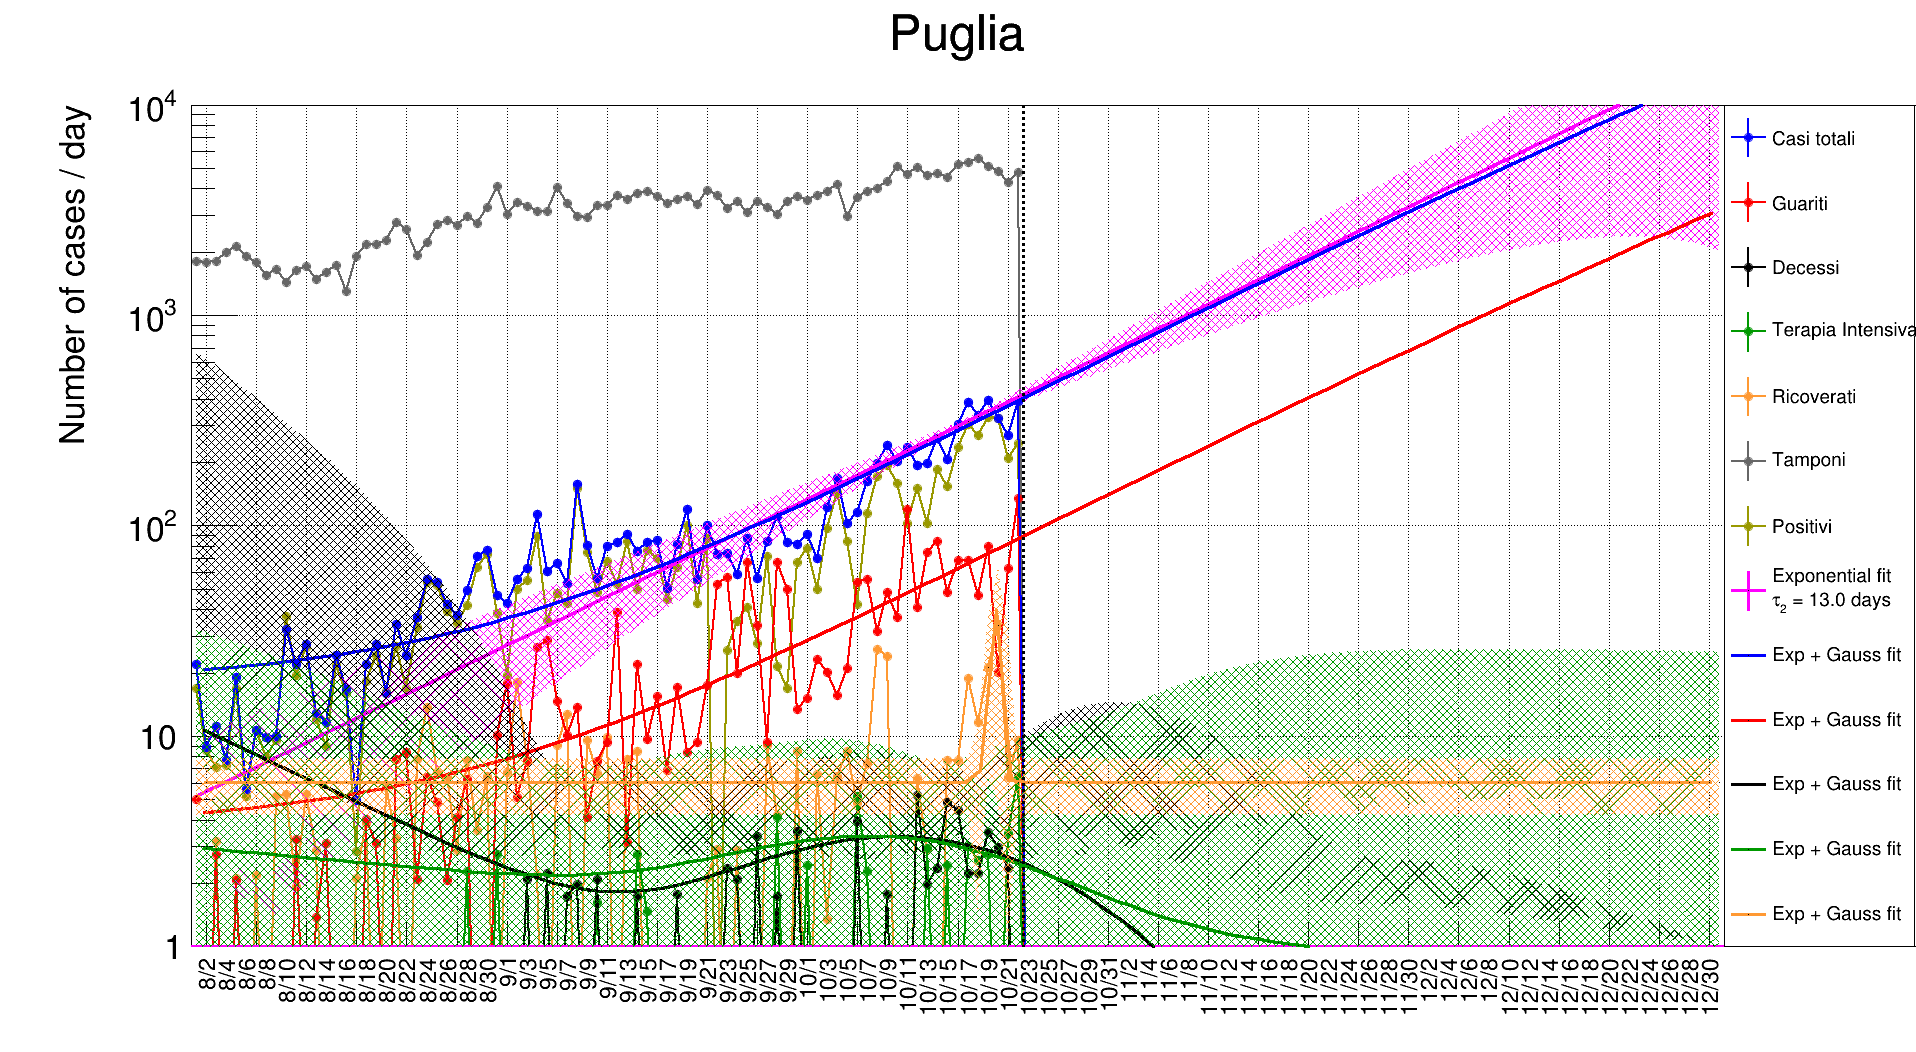 Puglia
Number of cases / day
10^4
10^3
10^2
10
1
8/2 8/4 8/6 8/8 8/10 8/12 8/14 8/16 8/18 8/20 8/22 8/24 8/26 8/28 8/30 9/1 9/3 9/5 9/7 9/9 9/11 9/13 9/15 9/17 9/19 9/21 9/23 9/25 9/27 9/29 10/1 10/3 10/5 10/7 10/9 10/11 10/13 10/15 10/17 10/19 10/21 10/23 10/25 10/27 10/29 10/31 11/2 11/4 11/6 11/8 11/10 11/12 11/14 11/16 11/18 11/20 11/22 11/24 11/26 11/28 11/30 12/2 12/4 12/6 12/8 12/10 12/12 12/14 12/16 12/18 12/20 12/22 12/24 12/26 12/28 12/30
Casi totali
Guariti
Decessi
Terapia Intensiva
Ricoverati
Tamponi
Positivi
Exponential fit
τ₂ = 13.0 days
Exp + Gauss fit
Exp + Gauss fit
Exp + Gauss fit
Exp + Gauss fit
Exp + Gauss fit